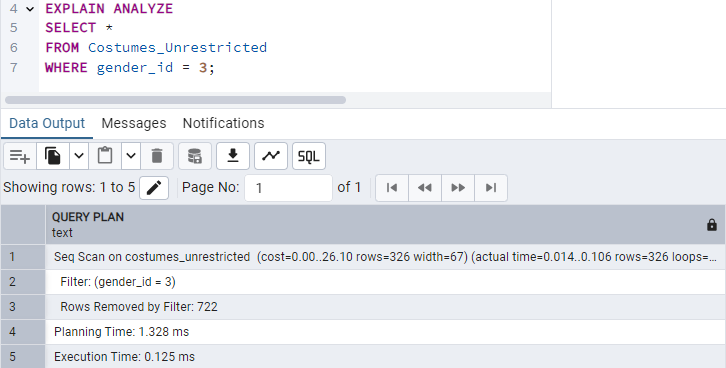 4 EXPLAIN ANALYZE
5 SELECT *
6 FROM Costumes_Unrestricted
7 WHERE gender_id = 3;
Data Output Messages Notifications
SQL
Showing rows: 1 to 5 Page No: 1 of 1
QUERY PLAN
text
1 Seq Scan on costumes_unrestricted (cost=0.00..26.10 rows=326 width=67) (actual time=0.014..0.106 rows=326 loops=...
2 Filter: (gender_id = 3)
3 Rows Removed by Filter: 722
4 Planning Time: 1.328 ms
5 Execution Time: 0.125 ms